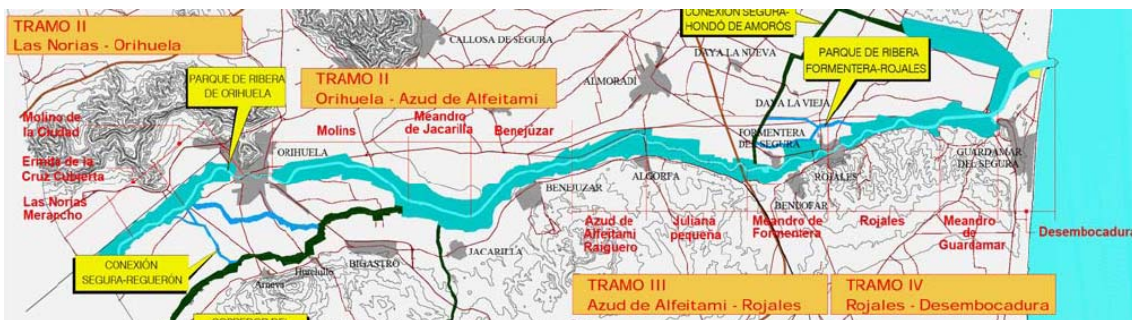 TRAMO II
Las Norias - Orihuela
PARQUE DE RIBERA
DE ORIHUELA
TRAMO II
Orihuela - Azud de Alfeitami
CALLOSA DE SEGURA
CONEXIÓN SEGURA-
HONDO DE AMORÓS
DAYA LA NUEVA
PARQUE DE RIBERA
FORMENTERA-ROJALES
ALMORADÍ
DAYA LA VIEJA
Molino de
la Ciudad
Molins
Meandro
de Jacarilla
Benejuzar
Ermita de la
Cruz Cubierta
ORIHUELA
FORMENTERA
DEL SEGURA
GUARDAMAR
DEL SEGURA
Las Norias
Merancho
BENEJUZAR
ALGORFA
ROJALES
BENIJOFAR
Azud de
Alfeitami
Raiguero
Juliana
pequeña
Meandro de
Formentera
Rojales
Meandro
de
Guardamar
Desembocadura
CONEXIÓN
SEGURA-REGUERÓN
Arneva
Hurchillo
BIGASTRO
JACARILLA
TRAMO III
Azud de Alfeitami - Rojales
TRAMO IV
Rojales - Desembocadura